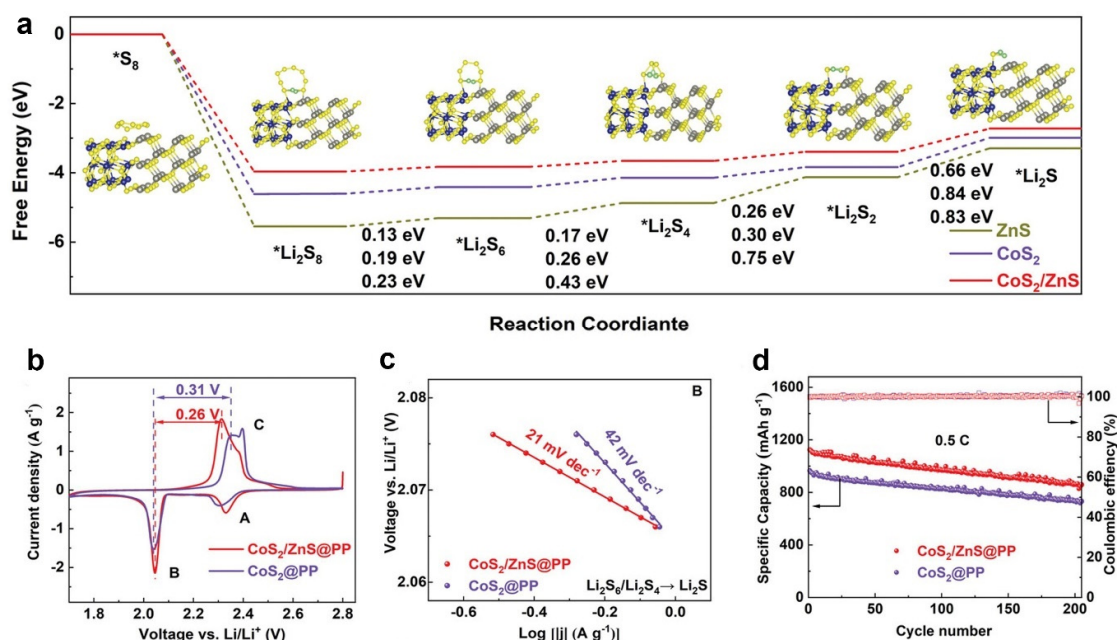 a
Free Energy (eV)
0
-2
-4
-6
*S₈
*Li₂S₈
*Li₂S₆
*Li₂S₄
*Li₂S₂
*Li₂S
0.13 eV
0.19 eV
0.23 eV
0.17 eV
0.26 eV
0.43 eV
0.26 eV
0.30 eV
0.75 eV
0.66 eV
0.84 eV
0.83 eV
ZnS
CoS₂
CoS₂/ZnS
Reaction Coordiante
b
Current density (A g⁻¹)
2
1
0
-1
-2
0.31 V
0.26 V
C
A
B
CoS₂/ZnS@PP
CoS₂@PP
2.0 2.2 2.4 2.6 2.8
Voltage vs. Li/Li⁺ (V)
c
Voltage vs. Li/Li⁺ (V)
2.08
2.07
2.06
B
21 mV dec⁻¹
42 mV dec⁻¹
CoS₂/ZnS@PP
CoS₂@PP
Li₂S₆/Li₂S₄→ Li₂S
-0.6 -0.4 -0.2 0.0
Log [|j| (A g⁻¹)]
d
Specific Capacity (mAh g⁻¹)
1600
1200
800
400
0
0.5 C
CoS₂/ZnS@PP
CoS₂@PP
100
80
60
40
20
0
Coulombic efficency (%)
0 50 100 150 200
Cycle number